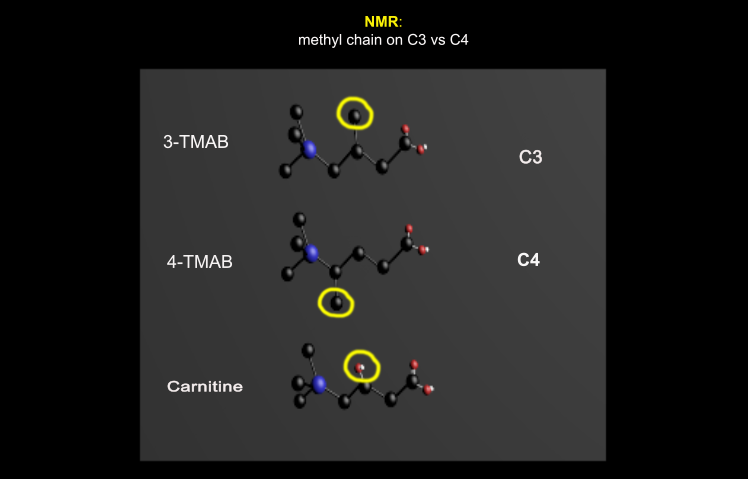 NMR:
methyl chain on C3 vs C4
3-TMAB
C3
4-TMAB
C4
Carnitine